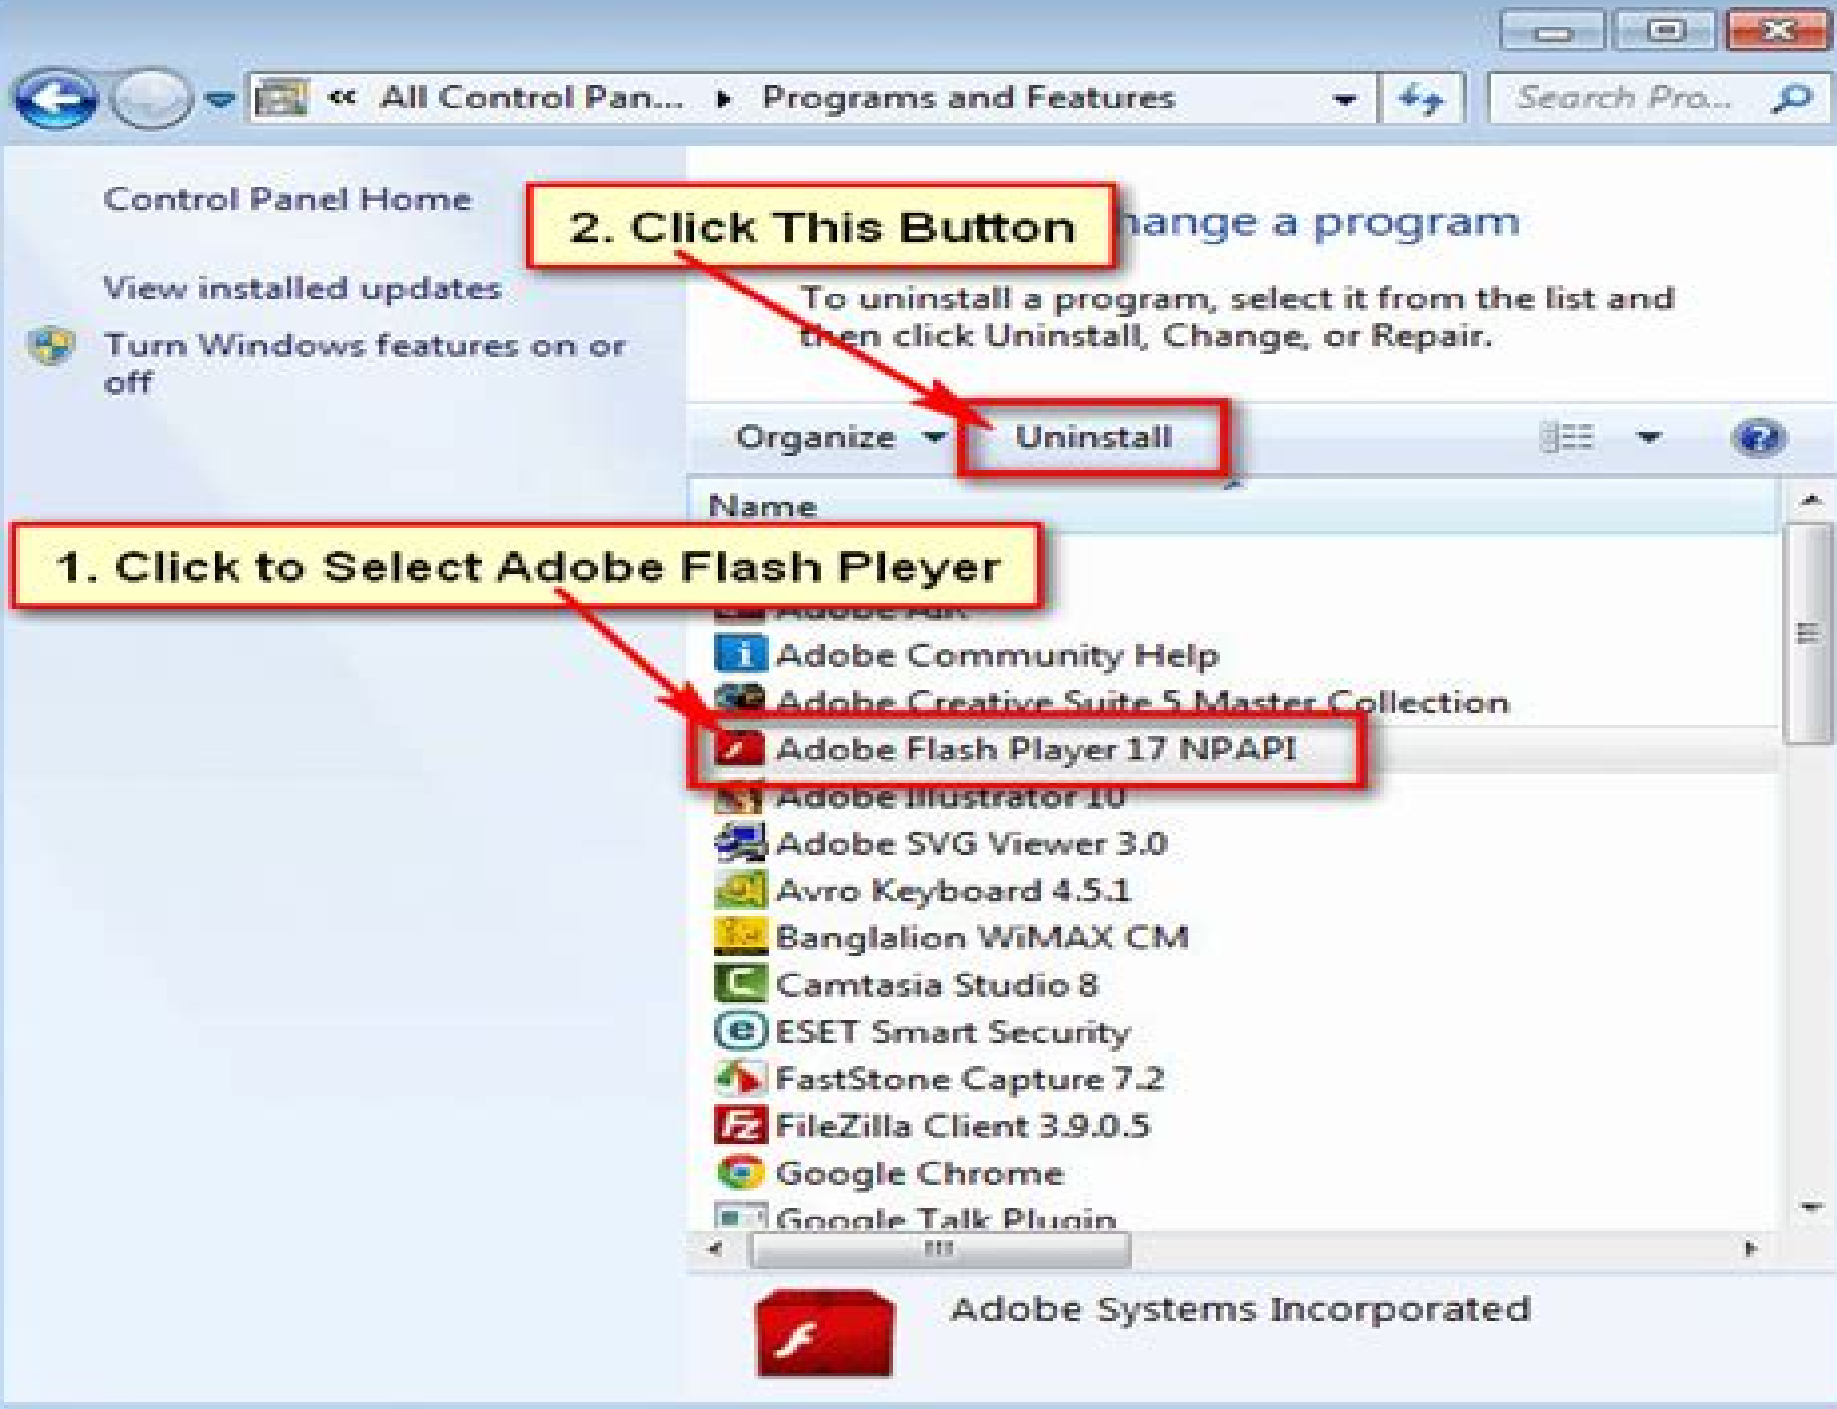 « All Control Pan... ▸ Programs and Features
Search Pro...
Control Panel Home
View installed updates
Turn Windows features on or
off
2. Click This Button
hange a program
To uninstall a program, select it from the list and
then click Uninstall, Change, or Repair.
Organize
Uninstall
Name
1. Click to Select Adobe Flash Pleyer
Adobe AIR
Adobe Community Help
Adobe Creative Suite 5 Master Collection
Adobe Flash Player 17 NPAPI
Adobe Illustrator 10
Adobe SVG Viewer 3.0
Avro Keyboard 4.5.1
Banglalion WiMAX CM
Camtasia Studio 8
ESET Smart Security
FastStone Capture 7.2
FileZilla Client 3.9.0.5
Google Chrome
Google Talk Plugin
Adobe Systems Incorporated